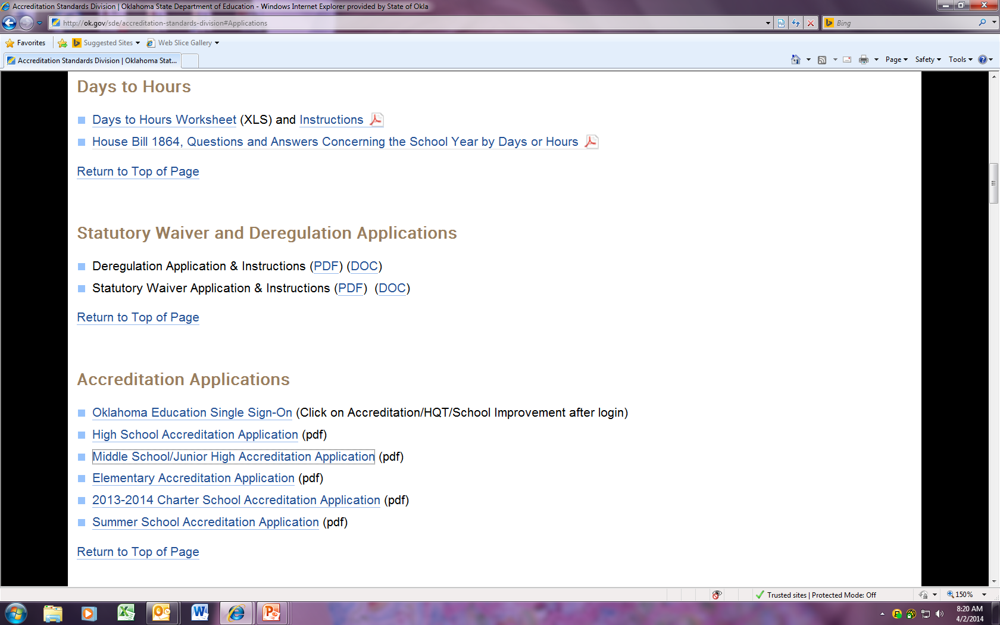 Accreditation Standards Division | Oklahoma State Department of Education - Windows Internet Explorer provided by State of Okla
http://ok.gov/sde/accreditation-standards-division#Applications
Bing
Favorites
Suggested Sites
Web Slice Gallery
Accreditation Standards Division | Oklahoma Stat...
Page
Safety
Tools
Days to Hours
Days to Hours Worksheet (XLS) and Instructions
House Bill 1864, Questions and Answers Concerning the School Year by Days or Hours
Return to Top of Page
Statutory Waiver and Deregulation Applications
Deregulation Application & Instructions (PDF) (DOC)
Statutory Waiver Application & Instructions (PDF) (DOC)
Return to Top of Page
Accreditation Applications
Oklahoma Education Single Sign-On (Click on Accreditation/HQT/School Improvement after login)
High School Accreditation Application (pdf)
Middle School/Junior High Accreditation Application (pdf)
Elementary Accreditation Application (pdf)
2013-2014 Charter School Accreditation Application (pdf)
Summer School Accreditation Application (pdf)
Return to Top of Page
Trusted sites | Protected Mode: Off
150%
8:20 AM
4/2/2014